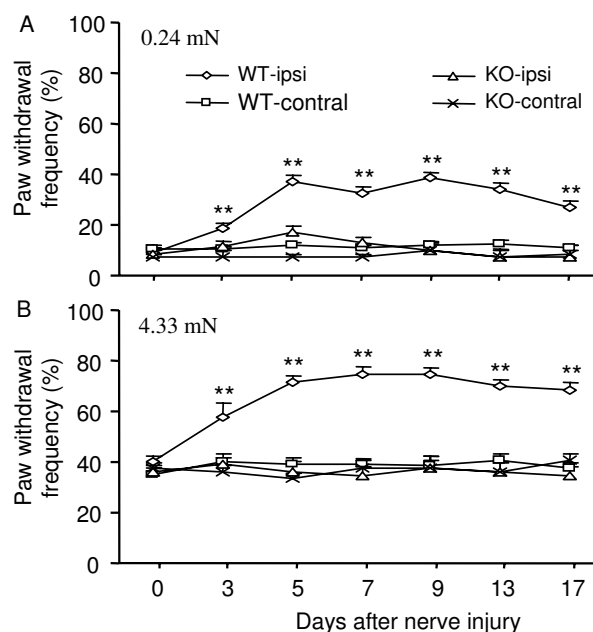 A
0.24 mN
WT-ipsi
KO-ipsi
WT-contral
KO-contral
Paw withdrawal
frequency (%)
100
80
60
40
20
0
** ** ** ** ** **
B
4.33 mN
Paw withdrawal
frequency (%)
100
80
60
40
20
0
** ** ** ** ** **
0 3 5 7 9 13 17
Days after nerve injury